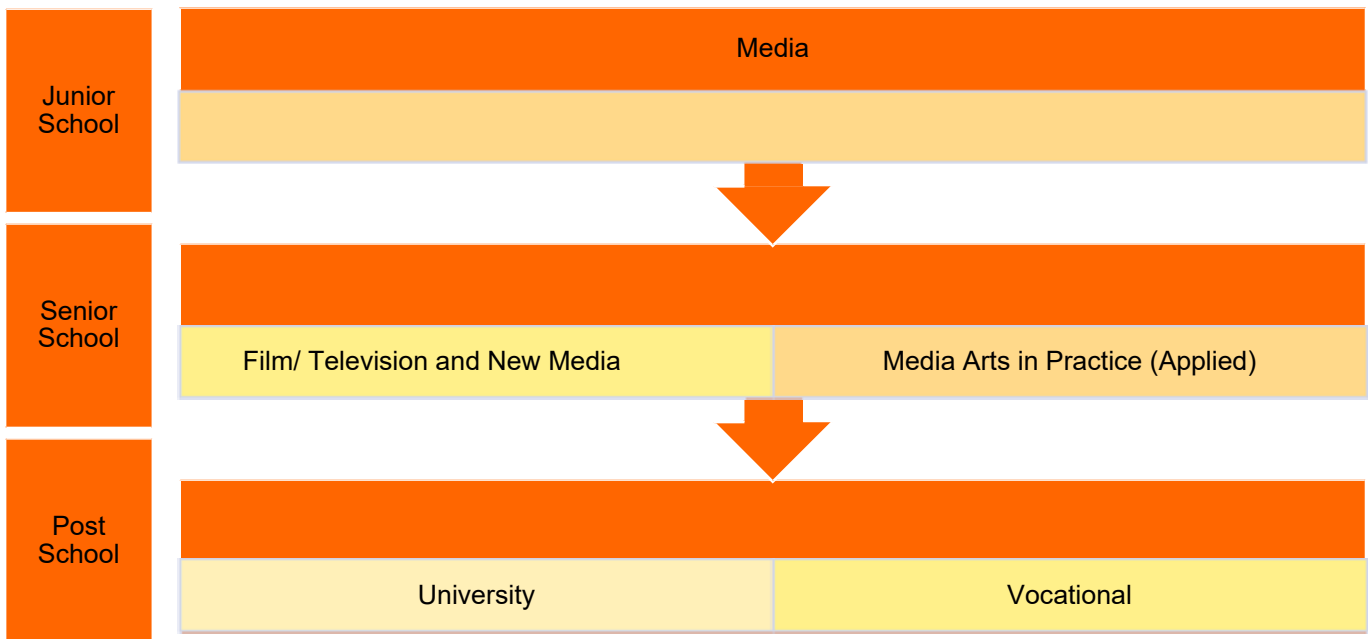 Junior
School
Media
Senior
School
Film/ Television and New Media
Media Arts in Practice (Applied)
Post
School
University
Vocational